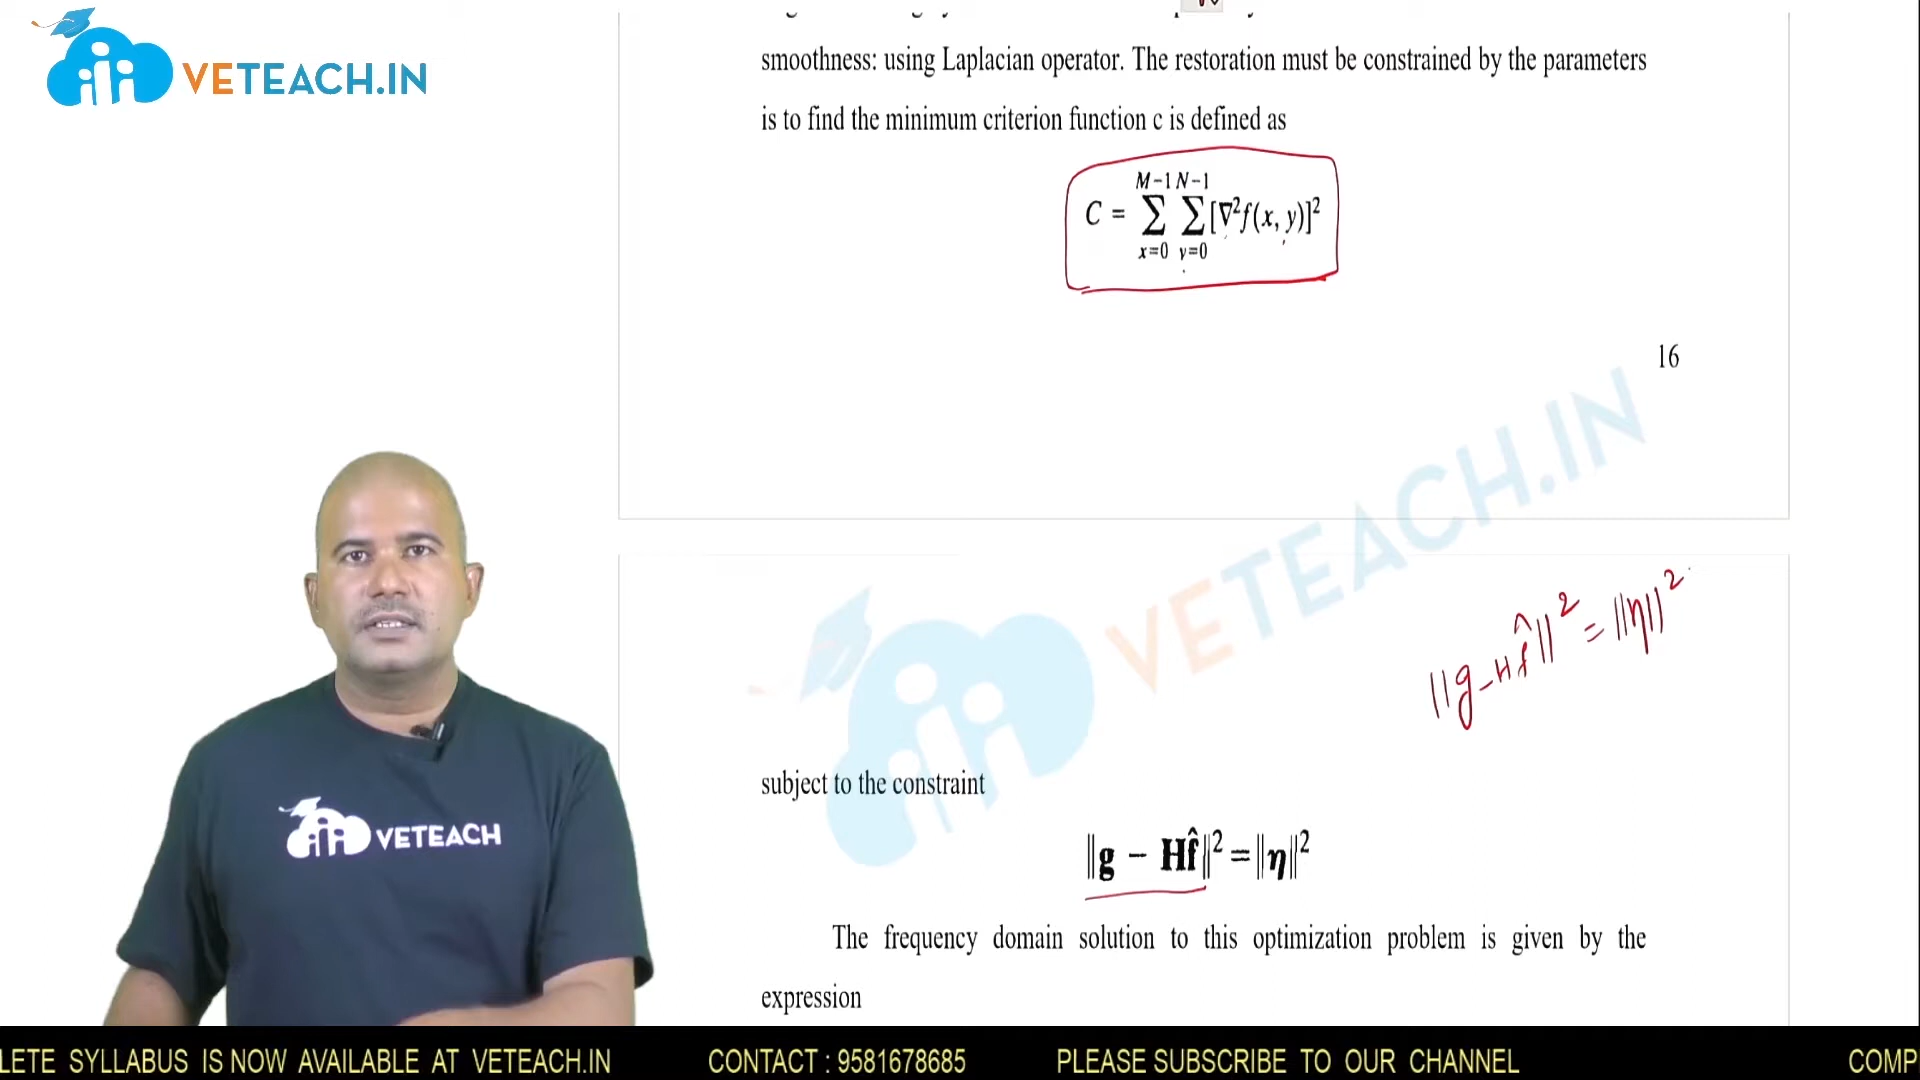 VETEACH.IN
smoothness: using Laplacian operator. The restoration must be constrained by the parameters
is to find the minimum criterion function c is defined as
M−1 N−1
C = ∑ ∑ [∇²f(x, y)]²
x=0 y=0
16
VETEACH.IN
||g-Hf̂||² = ||η||²
subject to the constraint
‖g − Hf̂‖² = ‖η‖²
VETEACH
The frequency domain solution to this optimization problem is given by the
expression
LETE SYLLABUS IS NOW AVAILABLE AT VETEACH.IN CONTACT : 9581678685 PLEASE SUBSCRIBE TO OUR CHANNEL COMP